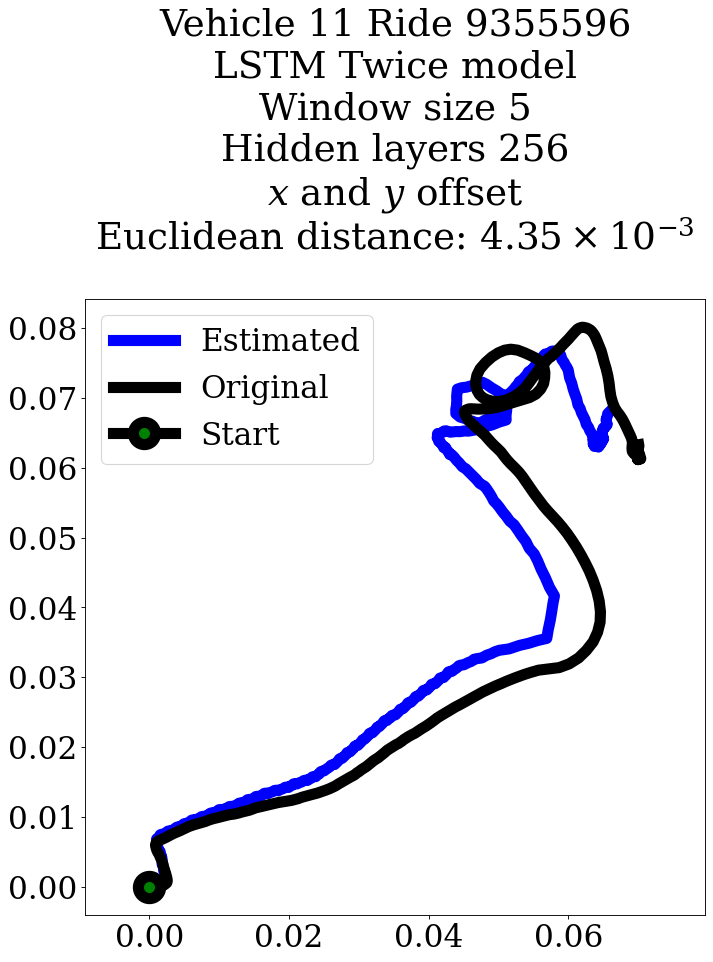 Vehicle 11 Ride 9355596
LSTM Twice model
Window size 5
Hidden layers 256
x and y offset
Euclidean distance: 4.35 × 10⁻³
Estimated
Original
Start
0.08
0.07
0.06
0.05
0.04
0.03
0.02
0.01
0.00
0.00 0.02 0.04 0.06